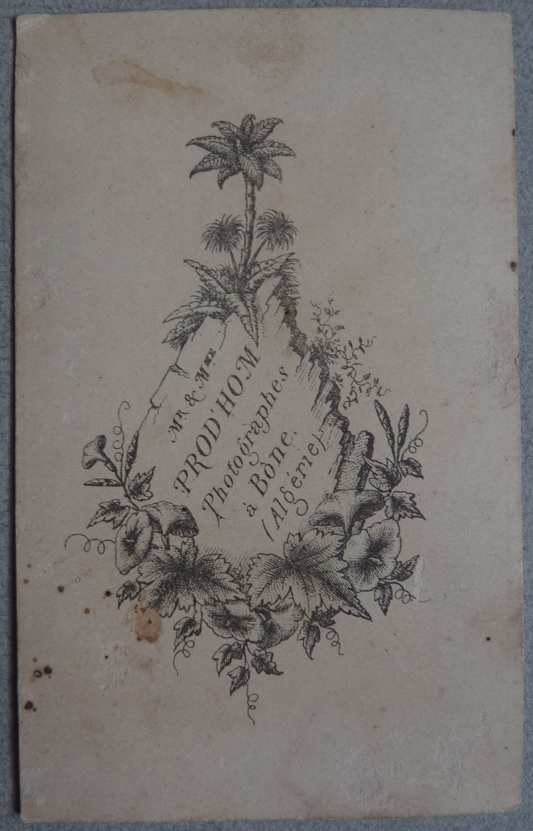 MR & MME
PROD'HOM
Photographes
à Bône.
(Algérie)